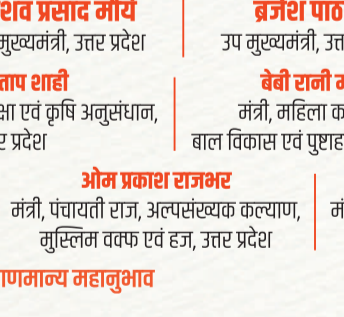 शव प्रसाद मौर्य
ब्रजेश पाठ
मुख्यमंत्री, उत्तर प्रदेश
उप मुख्यमंत्री, उत्त
ताप शाही
बेबी रानी म
क्षा एवं कृषि अनुसंधान,
मंत्री, महिला क
र प्रदेश
बाल विकास एवं पुष्टाह
ओम प्रकाश राजभर
मंत्री, पंचायती राज, अल्पसंख्यक कल्याण,
मं
मुस्लिम वक्फ एवं हज, उत्तर प्रदेश
गणमान्य महानुभाव